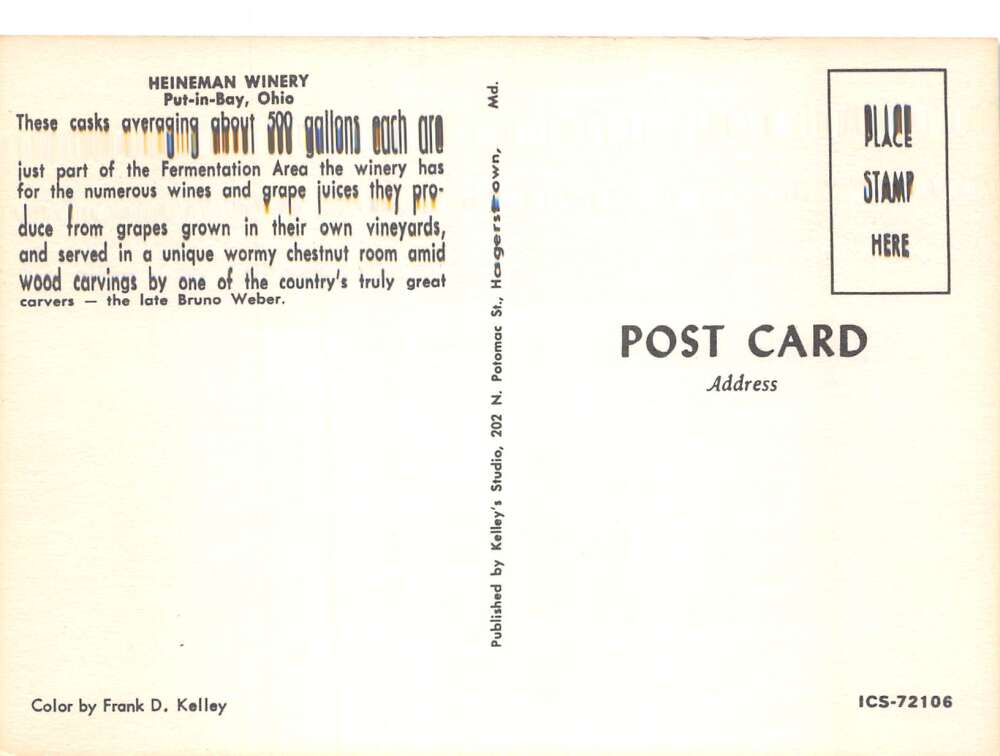 HEINEMAN WINERY
Put-in-Bay, Ohio
These casks averaging about 500 gallons each are
just part of the Fermentation Area the winery has
for the numerous wines and grape juices they pro-
duce from grapes grown in their own vineyards,
and served in a unique wormy chestnut room amid
wood carvings by one of the country's truly great
carvers — the late Bruno Weber.
Color by Frank D. Kelley
Published by Kelley's Studio, 202 N. Potomac St., Hagerstown, Md.
PLACE
STAMP
HERE
POST CARD
Address
ICS-72106